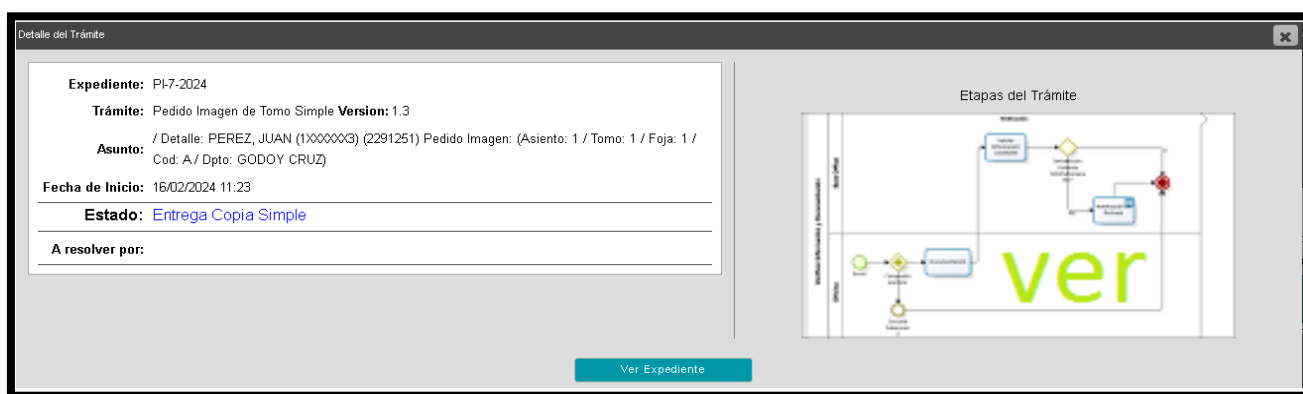 Detalle del Trámite
Expediente: PI-7-2024
Trámite: Pedido Imagen de Tomo Simple Version: 1.3
Asunto: / Detalle: PEREZ, JUAN (1XXXXXX3) (2291251) Pedido Imagen: (Asiento: 1 / Tomo: 1 / Foja: 1 /
Cod: A / Dpto: GODOY CRUZ)
Fecha de Inicio: 16/02/2024 11:23
Estado: Entrega Copia Simple
A resolver por:
Etapas del Trámite
ver
Ver Expediente